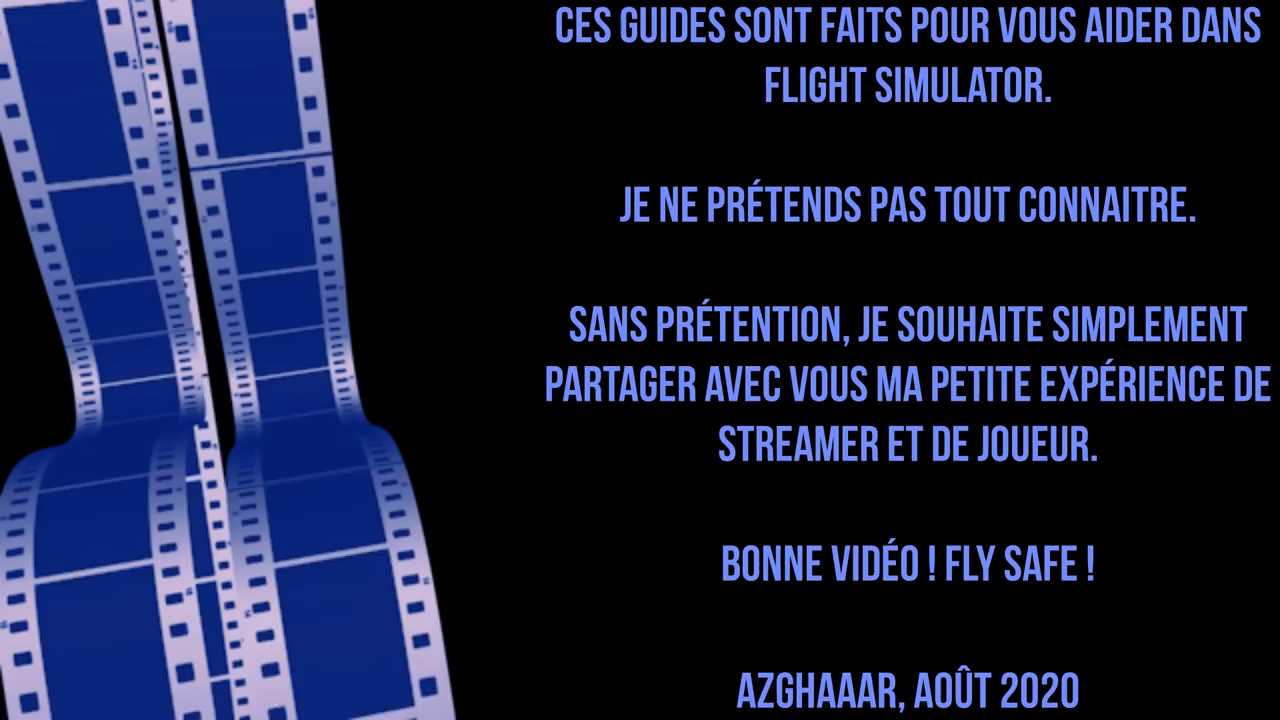 CES GUIDES SONT FAITS POUR VOUS AIDER DANS
FLIGHT SIMULATOR.
JE NE PRÉTENDS PAS TOUT CONNAITRE.
SANS PRÉTENTION, JE SOUHAITE SIMPLEMENT
PARTAGER AVEC VOUS MA PETITE EXPÉRIENCE DE
STREAMER ET DE JOUEUR.
BONNE VIDÉO ! FLY SAFE !
AZGHAAAR, AOÛT 2020